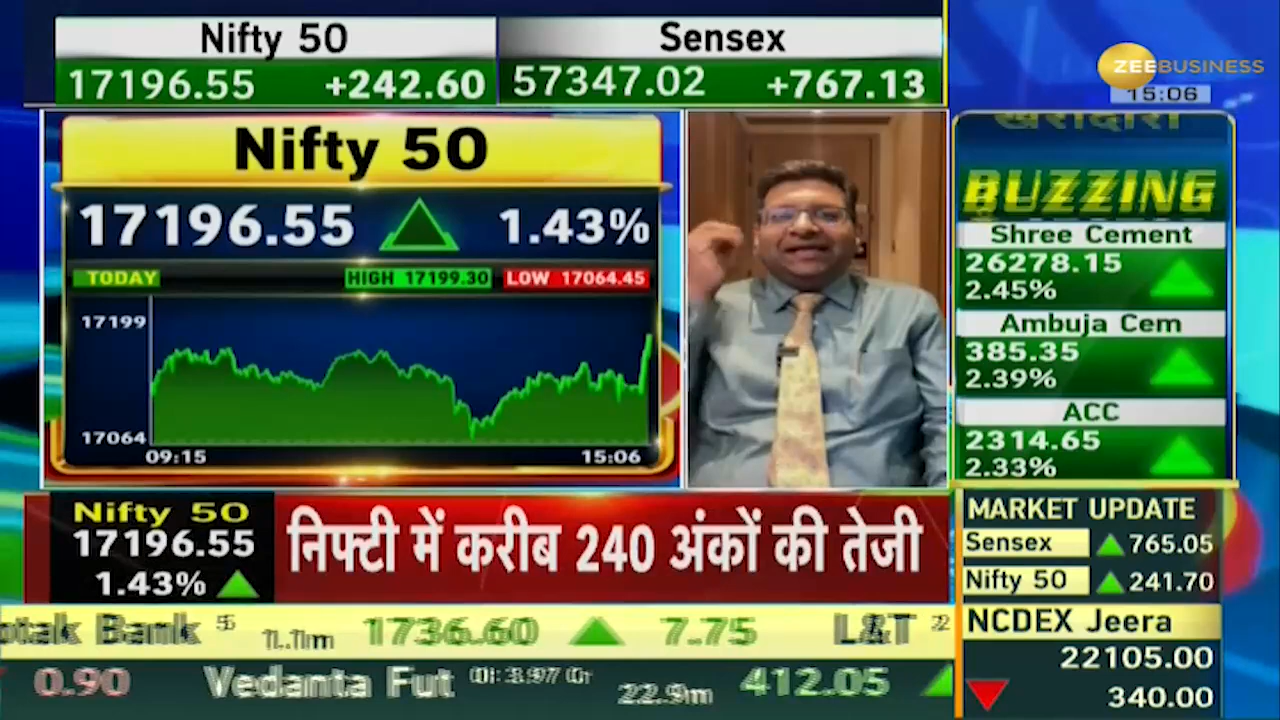 Nifty 50
17196.55 +242.60
Sensex
57347.02 +767.13
ZEEBUSINESS
15:06
Nifty 50
17196.55 1.43%
TODAY HIGH 17199.30 LOW 17064.45
17199
17064
09:15 15:06
BUZZING
Shree Cement
26278.15
2.45%
Ambuja Cem
385.35
2.39%
ACC
2314.65
2.33%
Nifty 50
17196.55
1.43%
निफ्टी में करीब 240 अंकों की तेजी
MARKET UPDATE
Sensex 765.05
Nifty 50 241.70
NCDEX Jeera
22105.00
340.00
otak Bank 1736.60 7.75 L&T
0.90 Vedanta Fut 22.9m 412.05